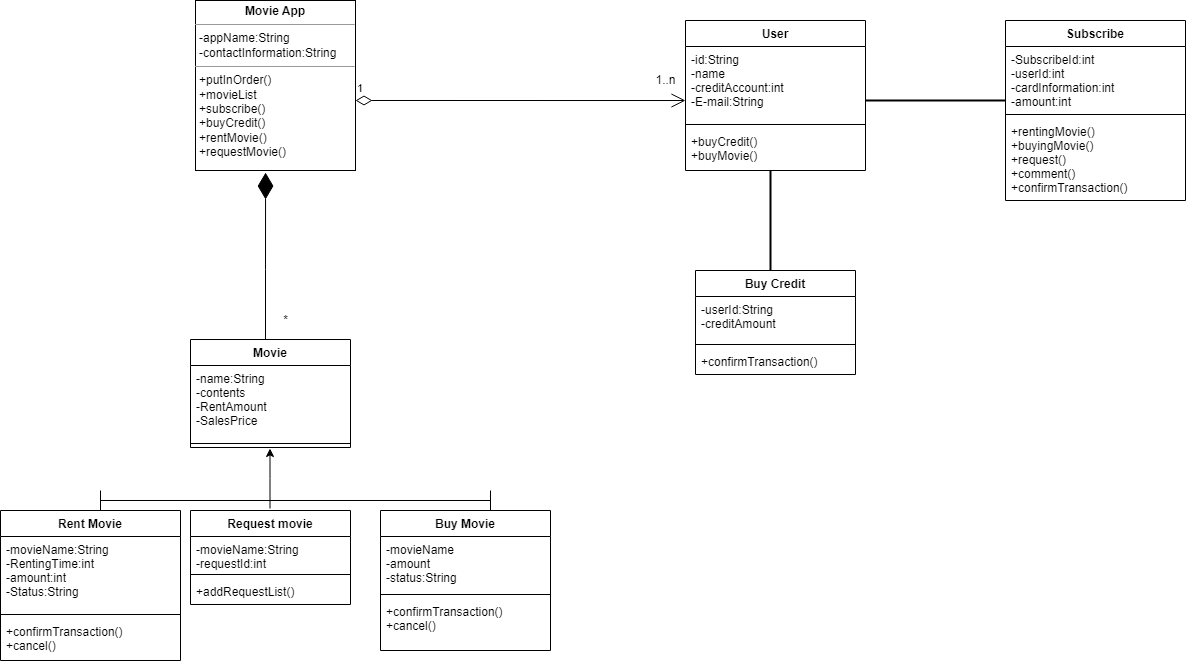 Movie App
-appName:String
-contactInformation:String
+putInOrder()
+movieList
+subscribe()
+buyCredit()
+rentMovie()
+requestMovie()
1
1..n
User
-id:String
-name
-creditAccount:int
-E-mail:String
+buyCredit()
+buyMovie()
Subscribe
-SubscribeId:int
-userId:int
-cardInformation:int
-amount:int
+rentingMovie()
+buyingMovie()
+request()
+comment()
+confirmTransaction()
Buy Credit
-userId:String
-creditAmount
+confirmTransaction()
*
Movie
-name:String
-contents
-RentAmount
-SalesPrice
Rent Movie
-movieName:String
-RentingTime:int
-amount:int
-Status:String
+confirmTransaction()
+cancel()
Request movie
-movieName:String
-requestId:int
+addRequestList()
Buy Movie
-movieName
-amount
-status:String
+confirmTransaction()
+cancel()